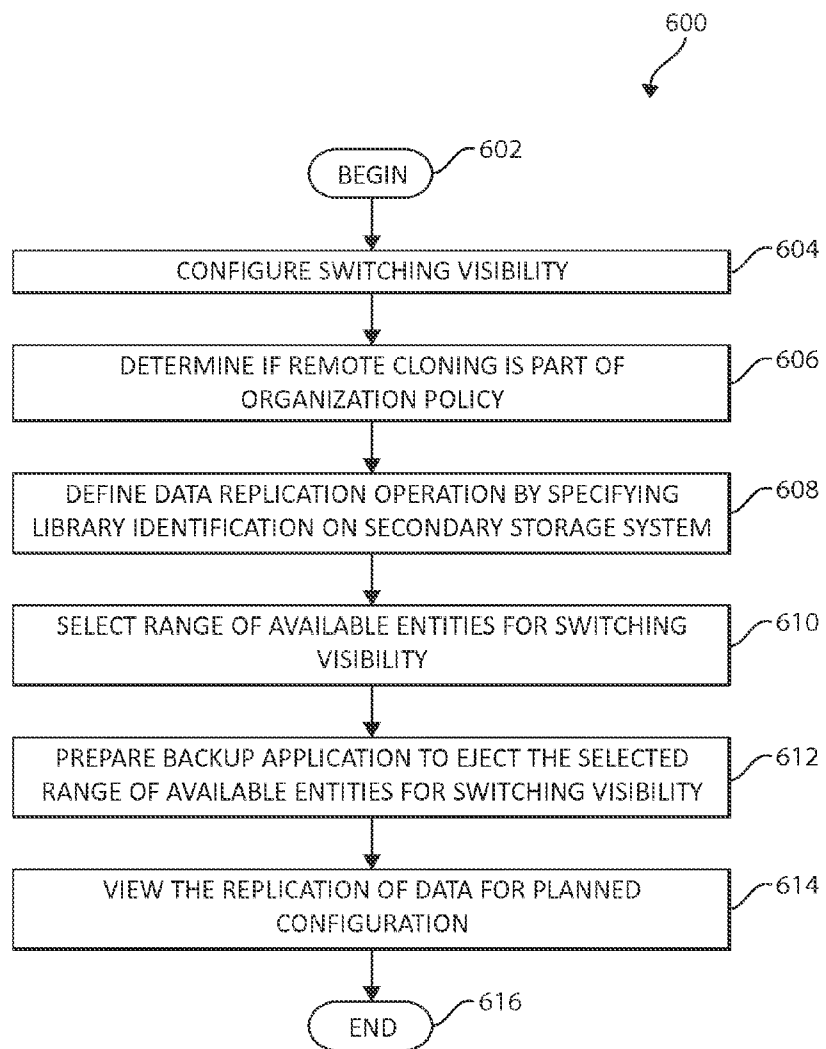 600
BEGIN
602
CONFIGURE SWITCHING VISIBILITY
604
DETERMINE IF REMOTE CLONING IS PART OF
ORGANIZATION POLICY
606
DEFINE DATA REPLICATION OPERATION BY SPECIFYING
LIBRARY IDENTIFICATION ON SECONDARY STORAGE SYSTEM
608
SELECT RANGE OF AVAILABLE ENTITIES FOR SWITCHING
VISIBILITY
610
PREPARE BACKUP APPLICATION TO EJECT THE SELECTED
RANGE OF AVAILABLE ENTITIES FOR SWITCHING VISIBILITY
612
VIEW THE REPLICATION OF DATA FOR PLANNED
CONFIGURATION
614
END
616